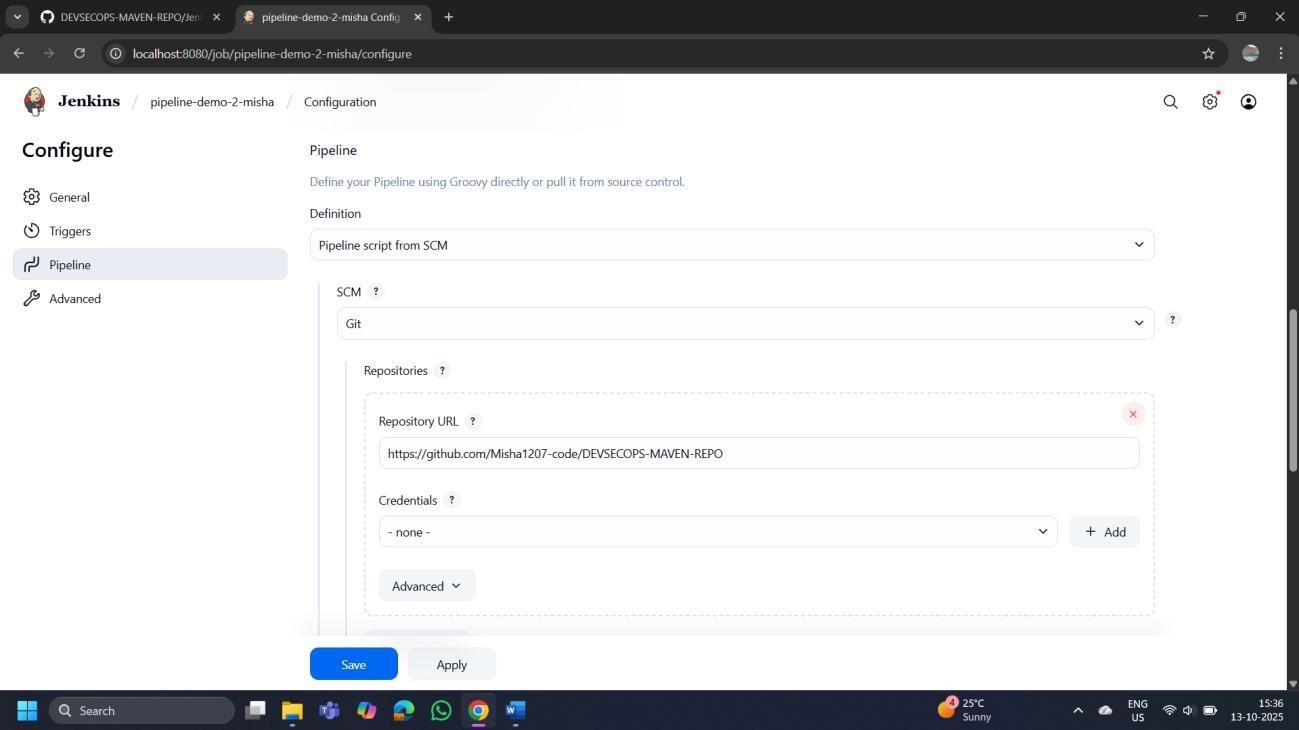 DEVSECOPS-MAVEN-REPO/Jen
pipeline-demo-2-misha Config
localhost:8080/job/pipeline-demo-2-misha/configure
Jenkins / pipeline-demo-2-misha / Configuration
Configure
General
Triggers
Pipeline
Advanced
Pipeline
Define your Pipeline using Groovy directly or pull it from source control.
Definition
Pipeline script from SCM
SCM ?
Git
?
Repositories ?
Repository URL ?
https://github.com/Misha1207-code/DEVSECOPS-MAVEN-REPO
Credentials ?
- none -
+ Add
Advanced
Save Apply
Search
4
25°C
Sunny
ENG
US
15:36
13-10-2025